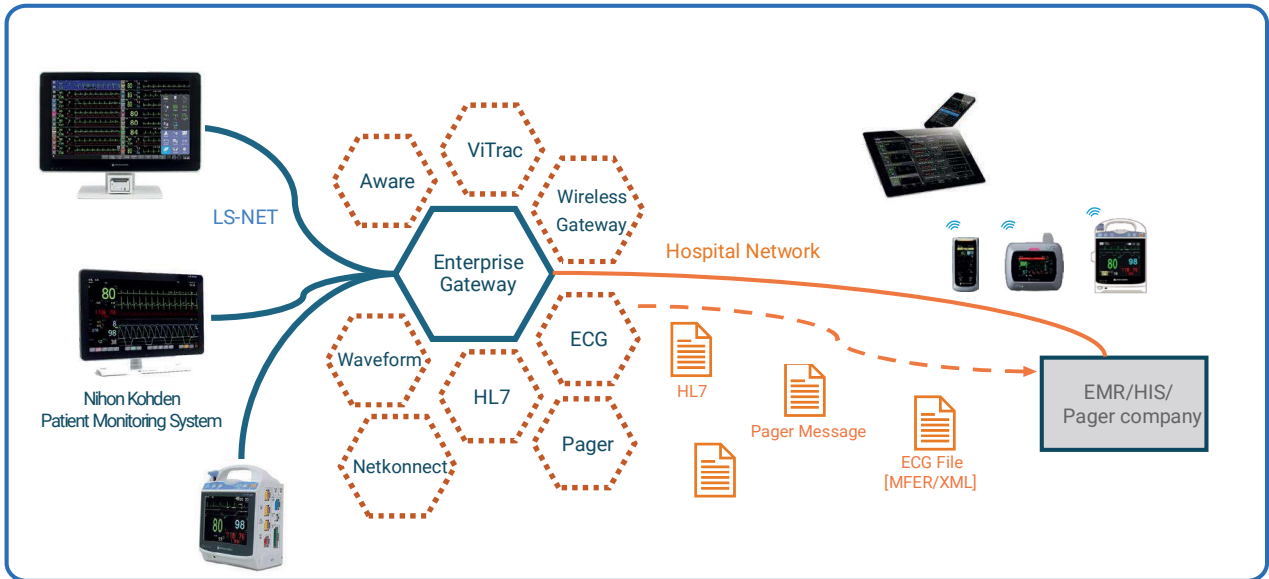 ViTrac
Aware
Wireless
Gateway
LS-NET
Enterprise
Gateway
Hospital Network
80
98
Waveform
ECG
HL7
Nihon Kohden
Patient Monitoring System
HL7
EMR/HIS/
Pager company
Pager Message
Netkonnect
Pager
ECG File
[MFER/XML]
80
98